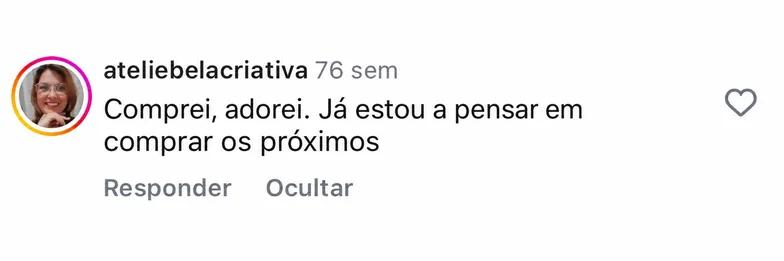 ateliebelacriativa 76 sem
Comprei, adorei. Já estou a pensar em
comprar os próximos
Responder Ocultar